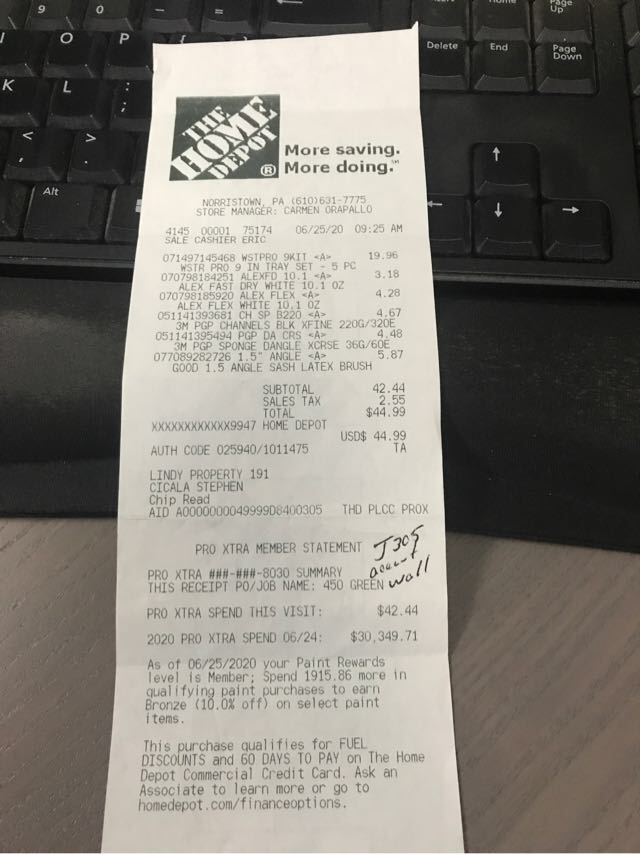 9 0 - =
Home
Page Up
I O P {
Delete End Page Down
K L : ;
< >
Alt
↑
← ↓ →
THE HOME DEPOT ®
More saving.
More doing.™
NORRISTOWN, PA (610)631-7775
STORE MANAGER: CARMEN ORAPALLO
4145 00001 75174 06/25/20 09:25 AM
SALE CASHIER ERIC
071497145468 WSTPRO 9KIT <A> 19.96
WSTR PRO 9 IN TRAY SET - 5 PC
070798184251 ALEXFD 10.1 <A> 3.18
ALEX FAST DRY WHITE 10.1 OZ
070798185920 ALEX FLEX <A> 4.28
ALEX FLEX WHITE 10.1 OZ
051141393681 CH SP B220 <A> 4.67
3M PGP CHANNELS BLK XFINE 220G/320E
051141395494 PGP DA CRS <A> 4.48
3M PGP SPONGE DANGLE XCRSE 36G/60E
077089282726 1.5" ANGLE <A> 5.87
GOOD 1.5 ANGLE SASH LATEX BRUSH
SUBTOTAL 42.44
SALES TAX 2.55
TOTAL $44.99
XXXXXXXXXXXX9947 HOME DEPOT
USD$ 44.99
AUTH CODE 025940/1011475 TA
LINDY PROPERTY 191
CICALA STEPHEN
Chip Read
AID A0000000049999D8400305 THD PLCC PROX
PRO XTRA MEMBER STATEMENT
J305
accent
wall
PRO XTRA ###-###-8030 SUMMARY
THIS RECEIPT PO/JOB NAME: 450 GREEN
PRO XTRA SPEND THIS VISIT: $42.44
2020 PRO XTRA SPEND 06/24: $30,349.71
As of 06/25/2020 your Paint Rewards
level is Member; Spend 1915.86 more in
qualifying paint purchases to earn
Bronze (10.0% off) on select paint
items.
This purchase qualifies for FUEL
DISCOUNTS and 60 DAYS TO PAY on The Home
Depot Commercial Credit Card. Ask an
Associate to learn more or go to
homedepot.com/financeoptions.